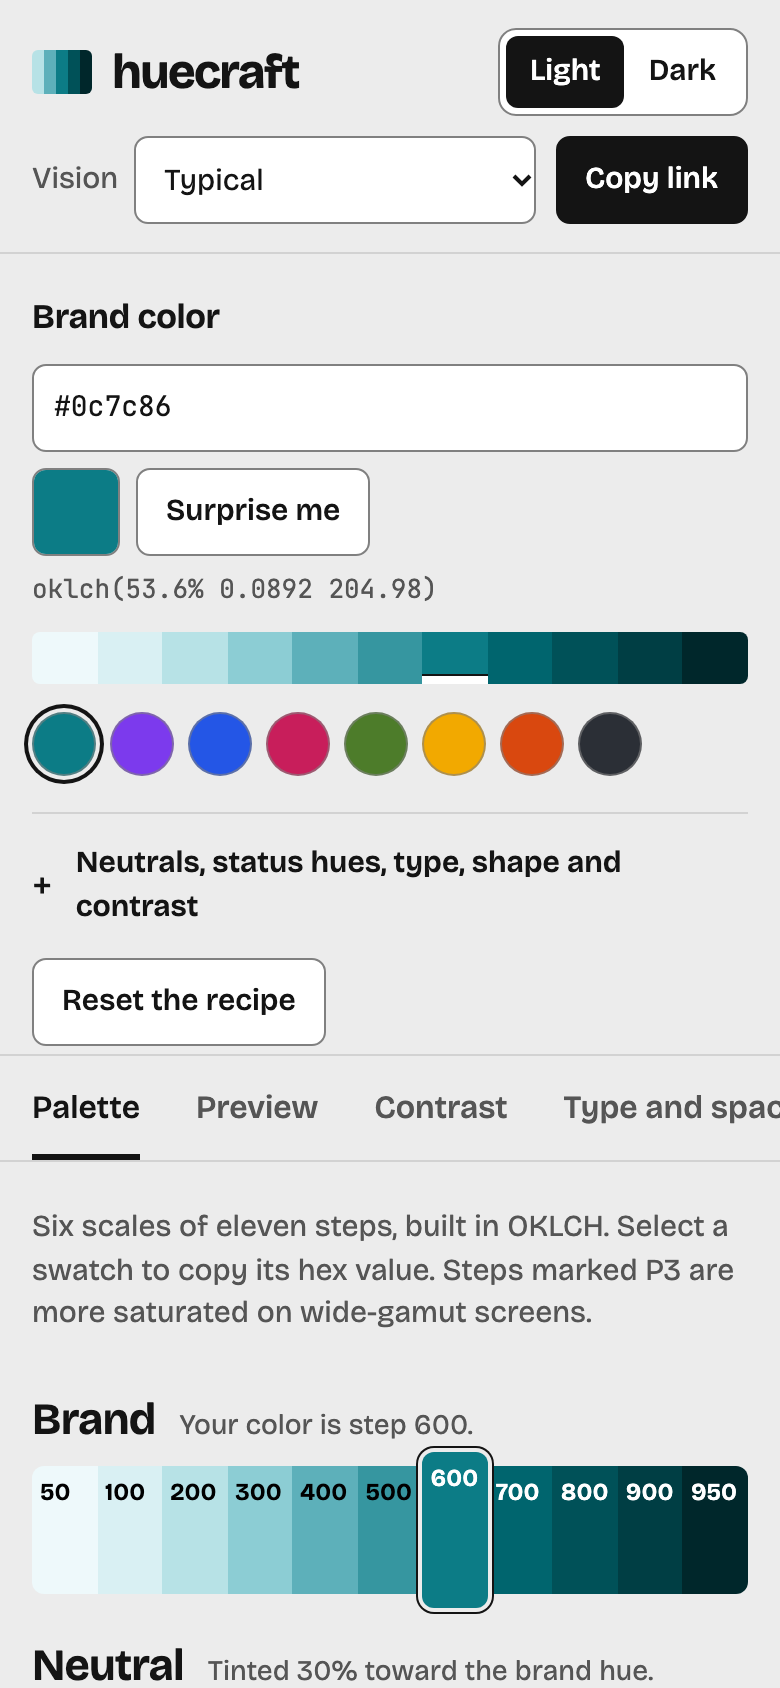 huecraft
Light Dark
Vision Typical Copy link
Brand color
#0c7c86
Surprise me
oklch(53.6% 0.0892 204.98)
+ Neutrals, status hues, type, shape and
contrast
Reset the recipe
Palette Preview Contrast Type and spac
Six scales of eleven steps, built in OKLCH. Select a
swatch to copy its hex value. Steps marked P3 are
more saturated on wide-gamut screens.
Brand Your color is step 600.
50 100 200 300 400 500 600 700 800 900 950
Neutral Tinted 30% toward the brand hue.